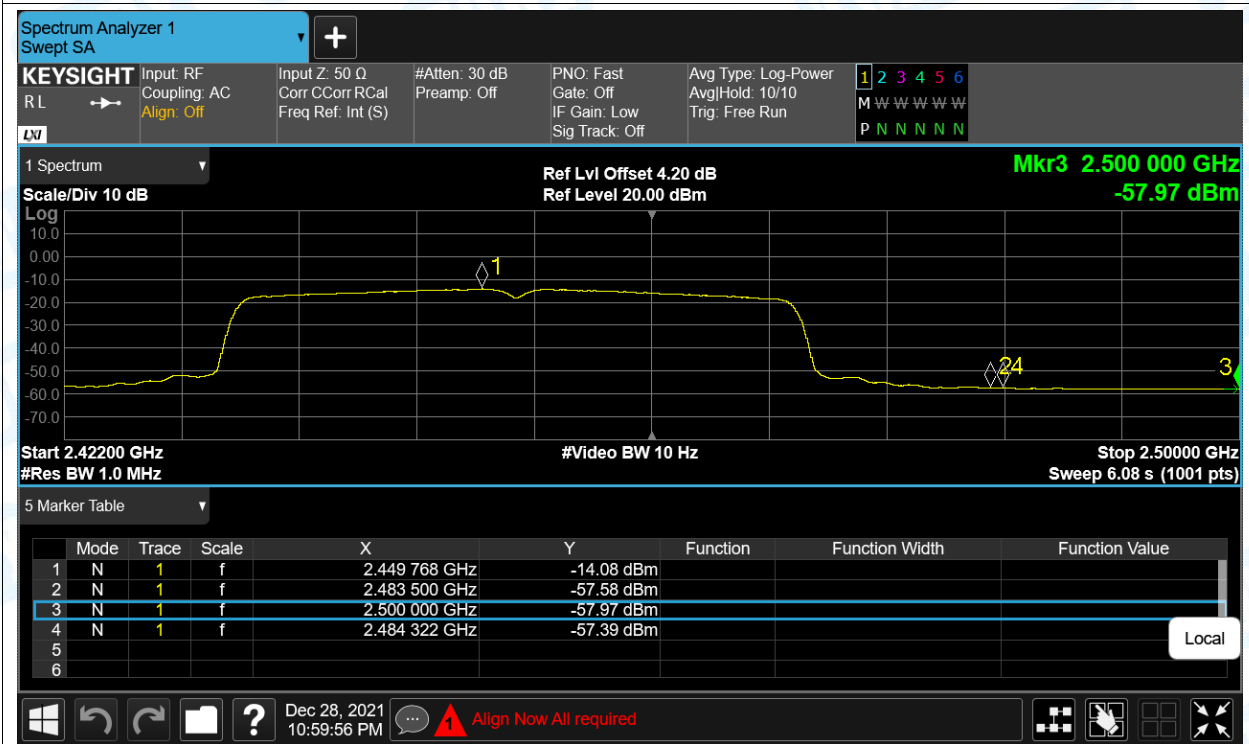 Spectrum Analyzer 1
Swept SA
KEYSIGHT Input: RF Input Z: 50 Ω #Atten: 30 dB PNO: Fast Avg Type: Log-Power 1 2 3 4 5 6
R L Coupling: AC Corr CCorr RCal Preamp: Off Gate: Off Avg|Hold: 10/10 M W W W W W W
Align: Off Freq Ref: Int (S) IF Gain: Low Trig: Free Run
LXI Sig Track: Off P N N N N N
1 Spectrum Ref Lvl Offset 4.20 dB Mkr3 2.500 000 GHz
Scale/Div 10 dB Ref Level 20.00 dBm -57.97 dBm
Log
10.0
0.00
1
-10.0
-20.0
-30.0
-40.0
-50.0 2 4 3
-60.0
-70.0
Start 2.42200 GHz #Video BW 10 Hz Stop 2.50000 GHz
#Res BW 1.0 MHz Sweep 6.08 s (1001 pts)
5 Marker Table
Mode Trace Scale X Y Function Function Width Function Value
1 N 1 f 2.449 768 GHz -14.08 dBm
2 N 1 f 2.483 500 GHz -57.58 dBm
3 N 1 f 2.500 000 GHz -57.97 dBm
4 N 1 f 2.484 322 GHz -57.39 dBm
5
6
Local
? Dec 28, 2021 1 Align Now All required
10:59:56 PM